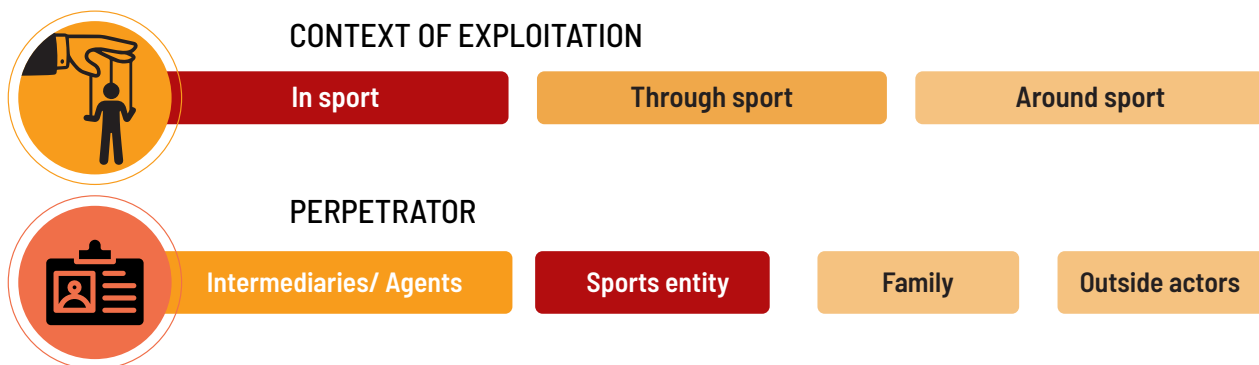 CONTEXT OF EXPLOITATION
In sport
Through sport
Around sport
PERPETRATOR
Intermediaries/ Agents
Sports entity
Family
Outside actors